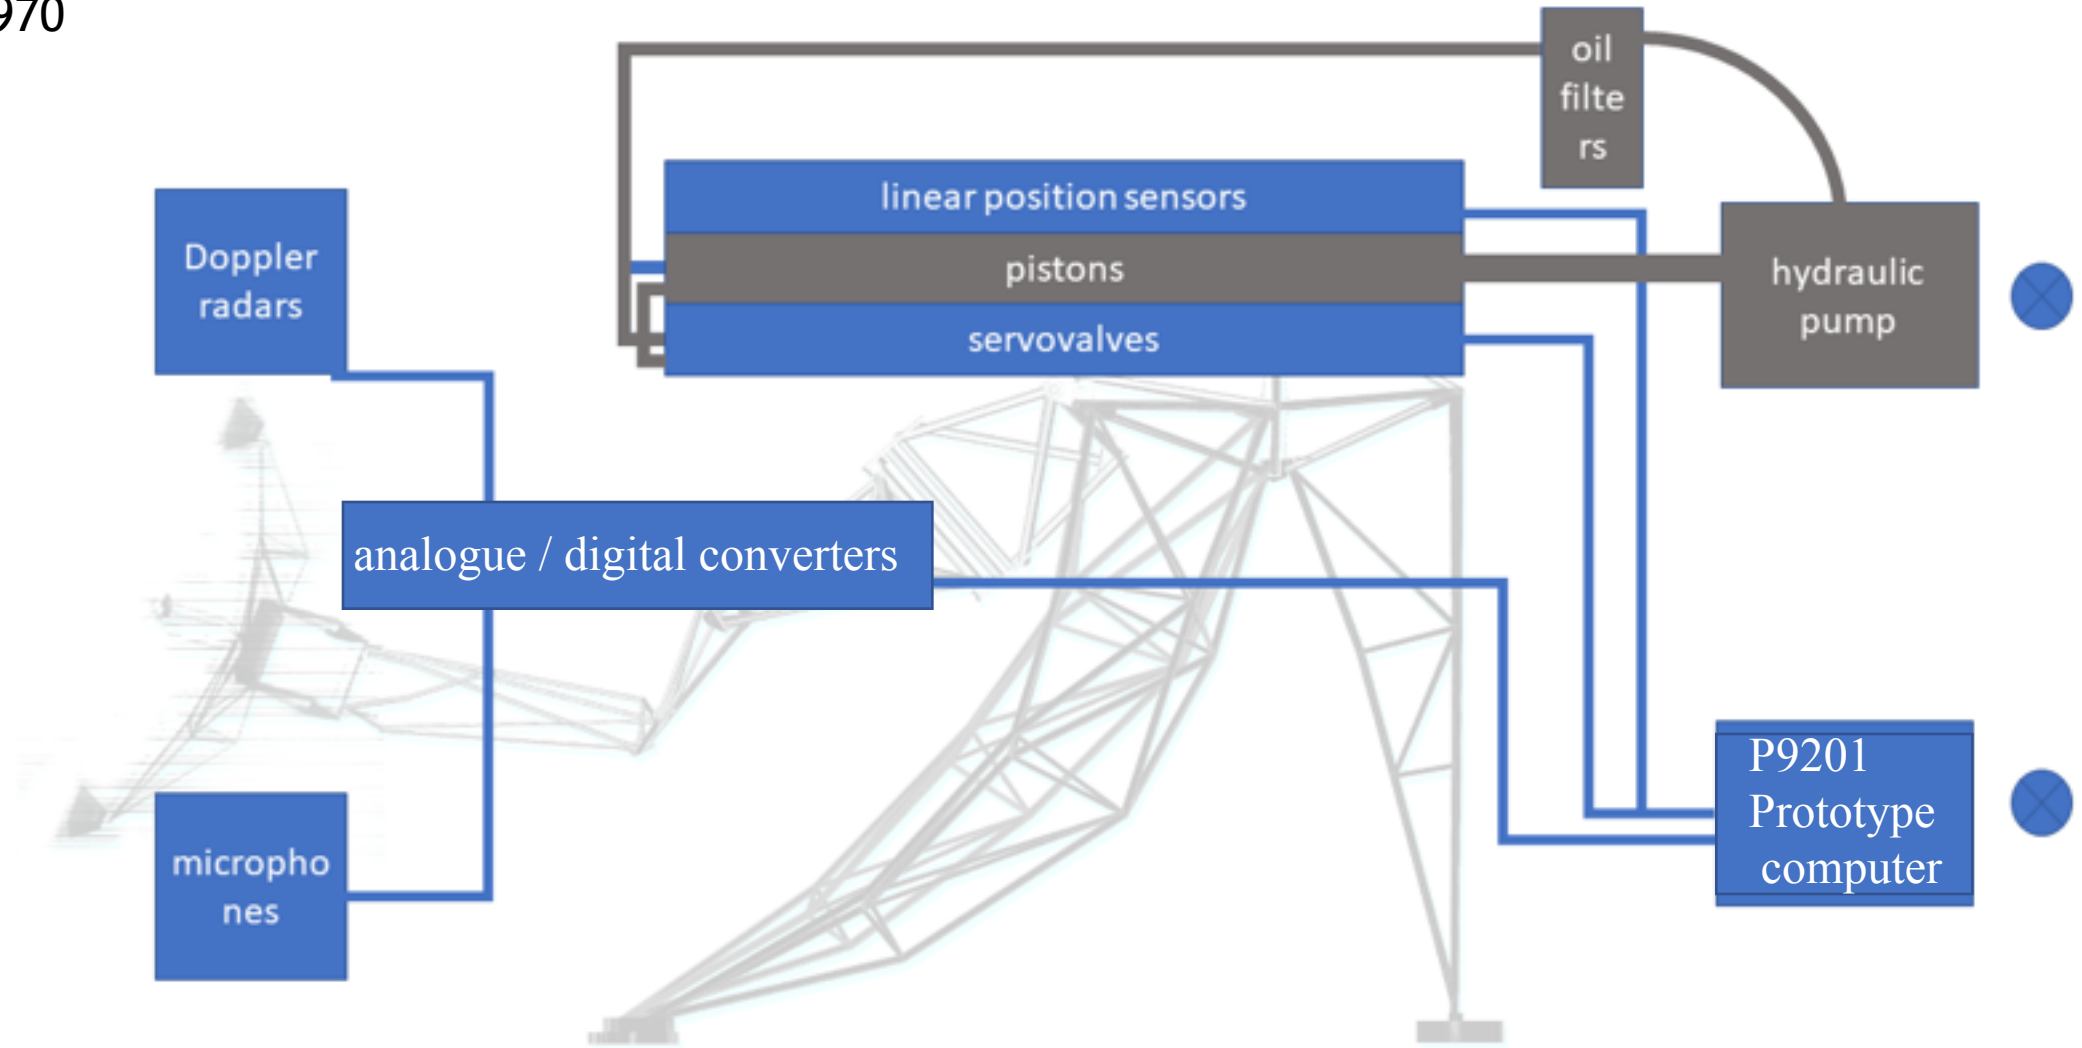 970
oil
filte
rs
linear position sensors
Doppler
radars
pistons
hydraulic
pump
servovalves
analogue / digital converters
P9201
Prototype
computer
micropho
nes